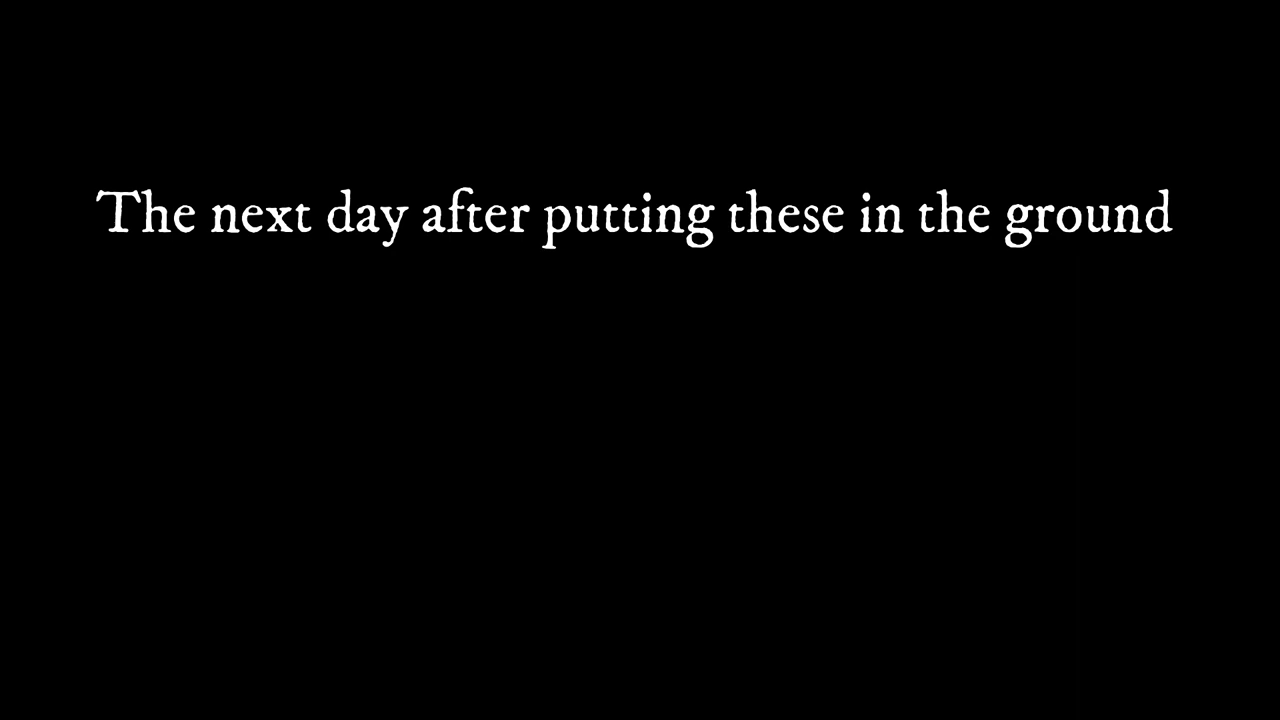 The next day after putting these in the ground